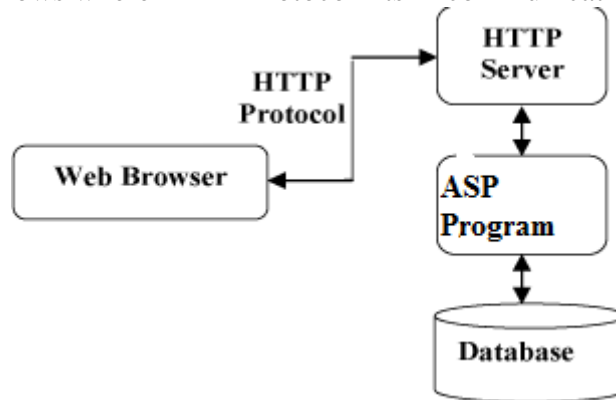 HTTP
Server
HTTP
Protocol
Web Browser
ASP
Program
Database